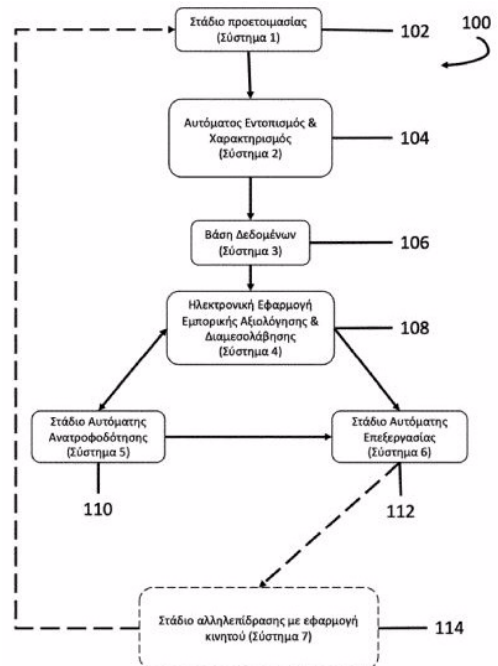 Στάδιο προετοιμασίας
(Σύστημα 1)
102
100
Αυτόματος Εντοπισμός &
Χαρακτηρισμός
(Σύστημα 2)
104
Βάση Δεδομένων
(Σύστημα 3)
106
Ηλεκτρονική Εφαρμογή
Εμπορικής Αξιολόγησης &
Διαμεσολάβησης
(Σύστημα 4)
108
Στάδιο Αυτόματης
Ανατροφοδότησης
(Σύστημα 5)
110
Στάδιο Αυτόματης
Επεξεργασίας
(Σύστημα 6)
112
Στάδιο αλληλεπίδρασης με εφαρμογή
κινητού (Σύστημα 7)
114